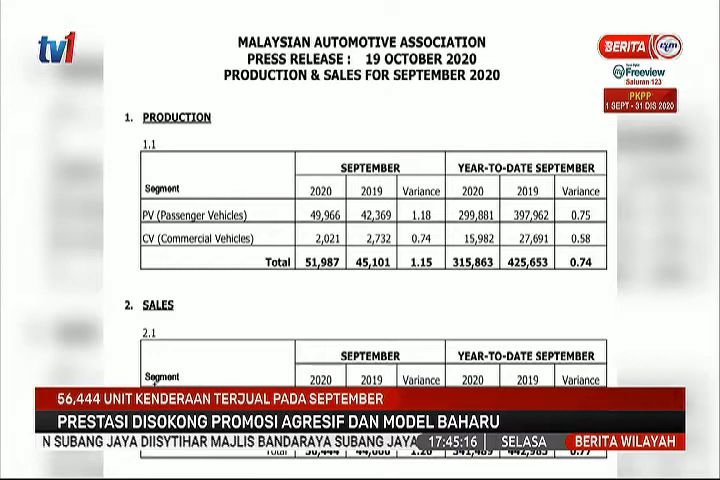 tv1
MALAYSIAN AUTOMOTIVE ASSOCIATION
PRESS RELEASE : 19 OCTOBER 2020
PRODUCTION & SALES FOR SEPTEMBER 2020
BERITA rtm
Freeview
Saluran 123
PKPP
1 SEPT - 31 DIS 2020
1. PRODUCTION
1.1
SEPTEMBER YEAR-TO-DATE SEPTEMBER
Segment 2020 2019 Variance 2020 2019 Variance
PV (Passenger Vehicles) 49,966 42,369 1.18 299,881 397,962 0.75
CV (Commercial Vehicles) 2,021 2,732 0.74 15,982 27,691 0.58
Total 51,987 45,101 1.15 315,863 425,653 0.74
2. SALES
2.1
SEPTEMBER YEAR-TO-DATE SEPTEMBER
Segment 2020 2019 Variance 2020 2019 Variance
56,444 UNIT KENDERAAN TERJUAL PADA SEPTEMBER
PRESTASI DISOKONG PROMOSI AGRESIF DAN MODEL BAHARU
N SUBANG JAYA DIISYTIHAR MAJLIS BANDARAYA SUBANG JAYA 17:45:16 SELASA BERITA WILAYAH
Total